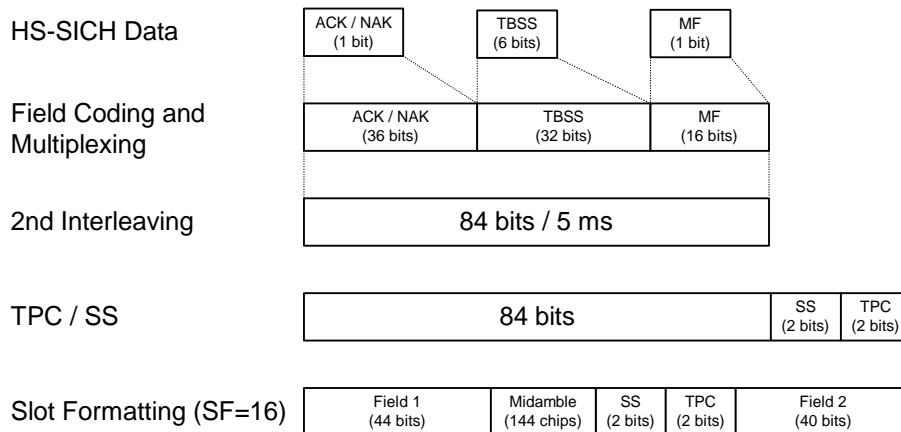 HS-SICH Data
ACK / NAK
(1 bit)
TBSS
(6 bits)
MF
(1 bit)
Field Coding and
Multiplexing
ACK / NAK
(36 bits)
TBSS
(32 bits)
MF
(16 bits)
2nd Interleaving
84 bits / 5 ms
TPC / SS
84 bits
SS
(2 bits)
TPC
(2 bits)
Slot Formatting (SF=16)
Field 1
(44 bits)
Midamble
(144 chips)
SS
(2 bits)
TPC
(2 bits)
Field 2
(40 bits)